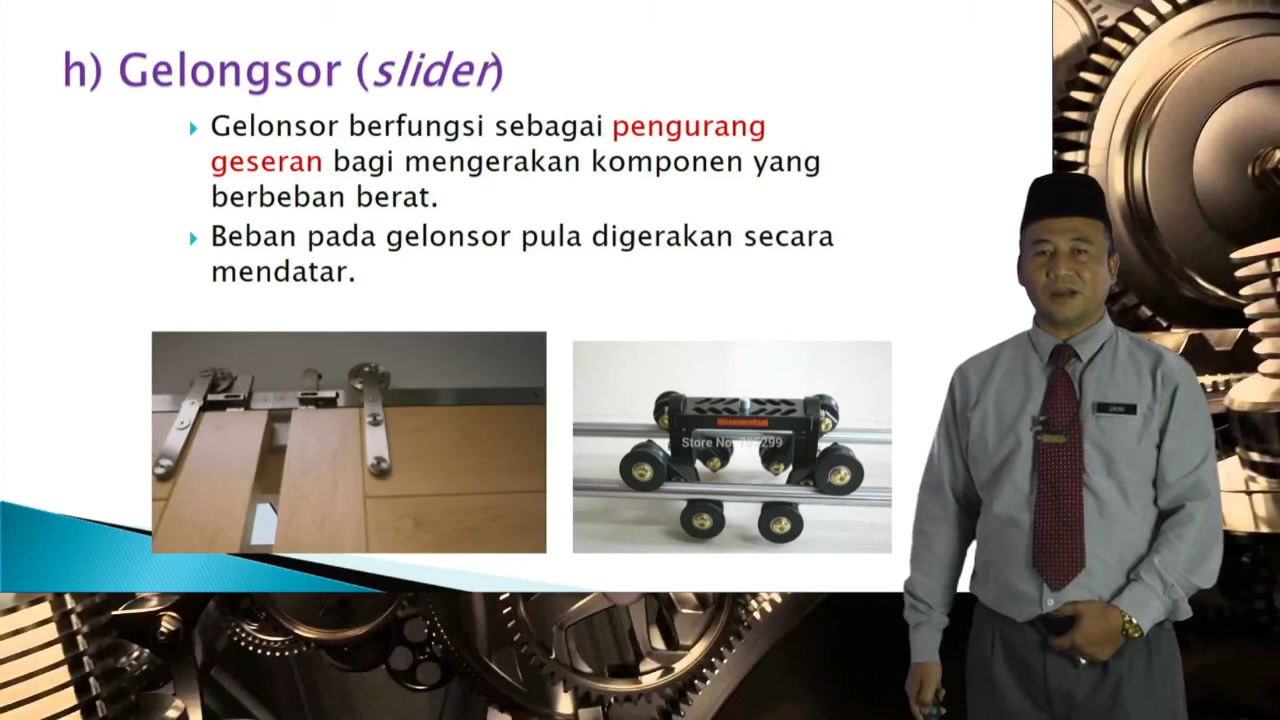 h) Gelongsor (slider)
Gelonsor berfungsi sebagai pengurang
geseran bagi mengerakan komponen yang
berbeban berat.
Beban pada gelonsor pula digerakan secara
mendatar.